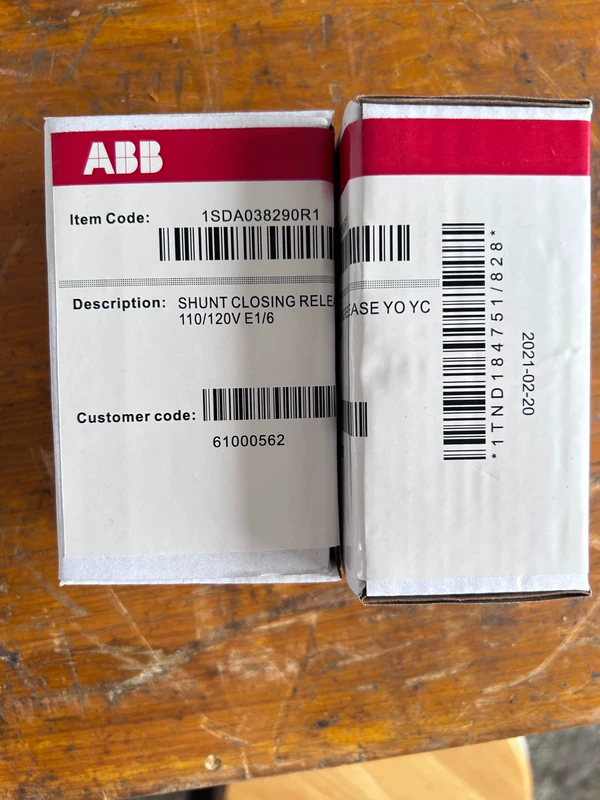 ABB
Item Code: 1SDA038290R1
Description: SHUNT CLOSING RELEA
110/120V E1/6
Customer code:
61000562
EASE YO YC
*1TND184751/828*
2021-02-20